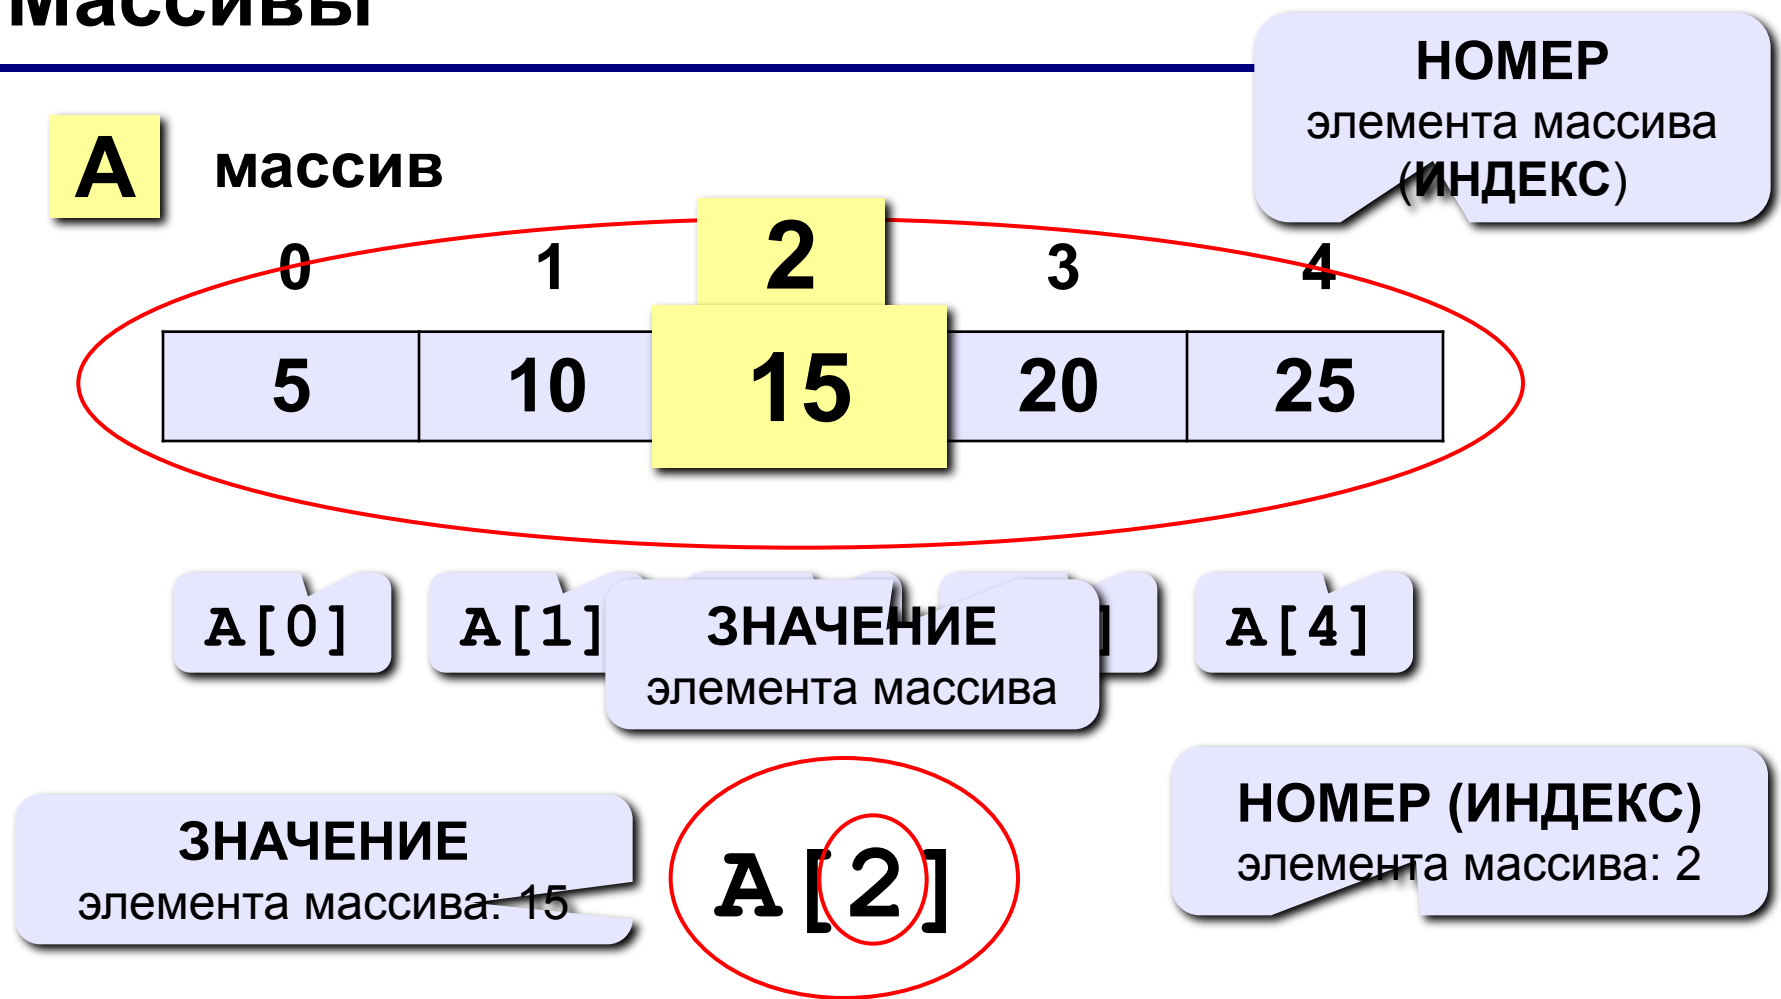 Массивы
НОМЕР
элемента массива
(ИНДЕКС)
A массив
0 1 2 3 4
5 10 15 20 25
A[0] A[1] ] A[4]
ЗНАЧЕНИЕ
элемента массива
ЗНАЧЕНИЕ
элемента массива: 15
A[2]
НОМЕР (ИНДЕКС)
элемента массива: 2